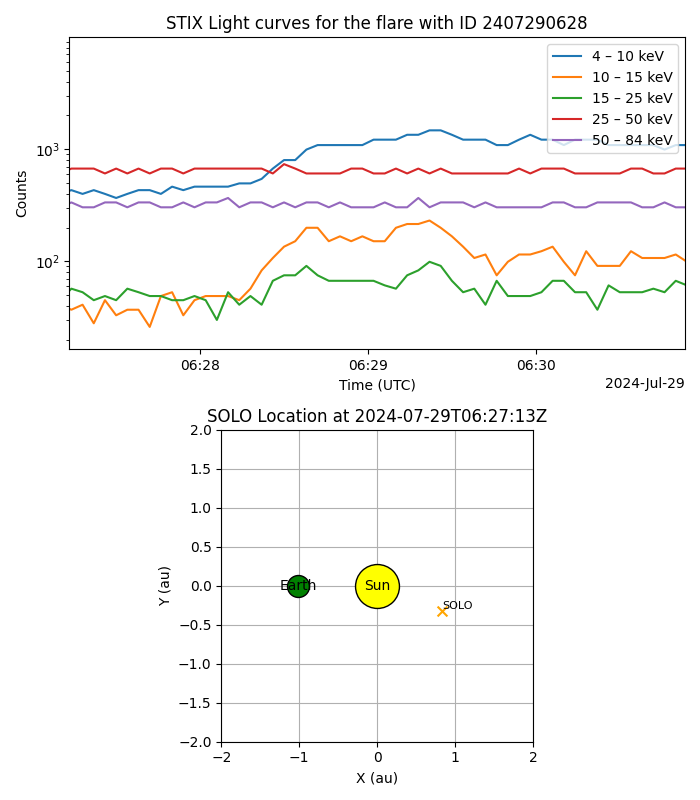 STIX Light curves for the flare with ID 2407290628
4 – 10 keV
10 – 15 keV
15 – 25 keV
25 – 50 keV
50 – 84 keV
10³
10²
Counts
06:28 06:29 06:30
Time (UTC)
2024-Jul-29
SOLO Location at 2024-07-29T06:27:13Z
2.0
1.5
1.0
0.5
0.0
−0.5
−1.0
−1.5
−2.0
Y (au)
Earth
Sun
SOLO
−2 −1 0 1 2
X (au)